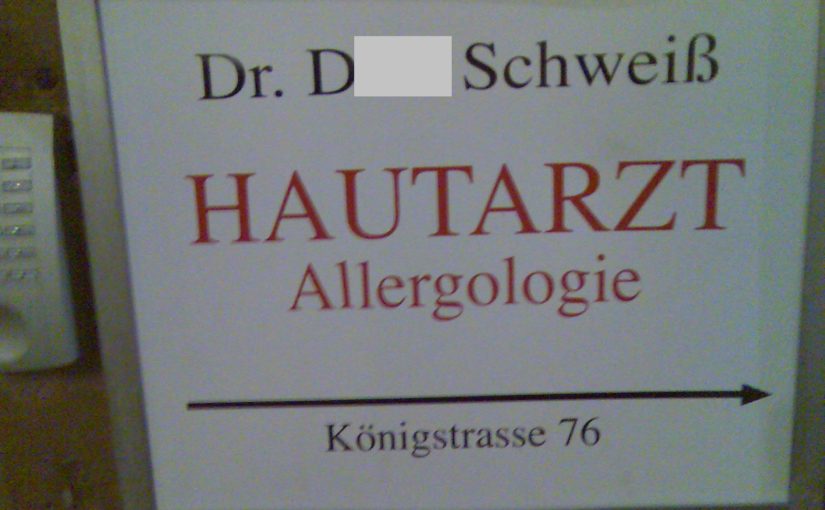 Dr. D Schweiß
HAUTARZT
Allergologie
Königstrasse 76